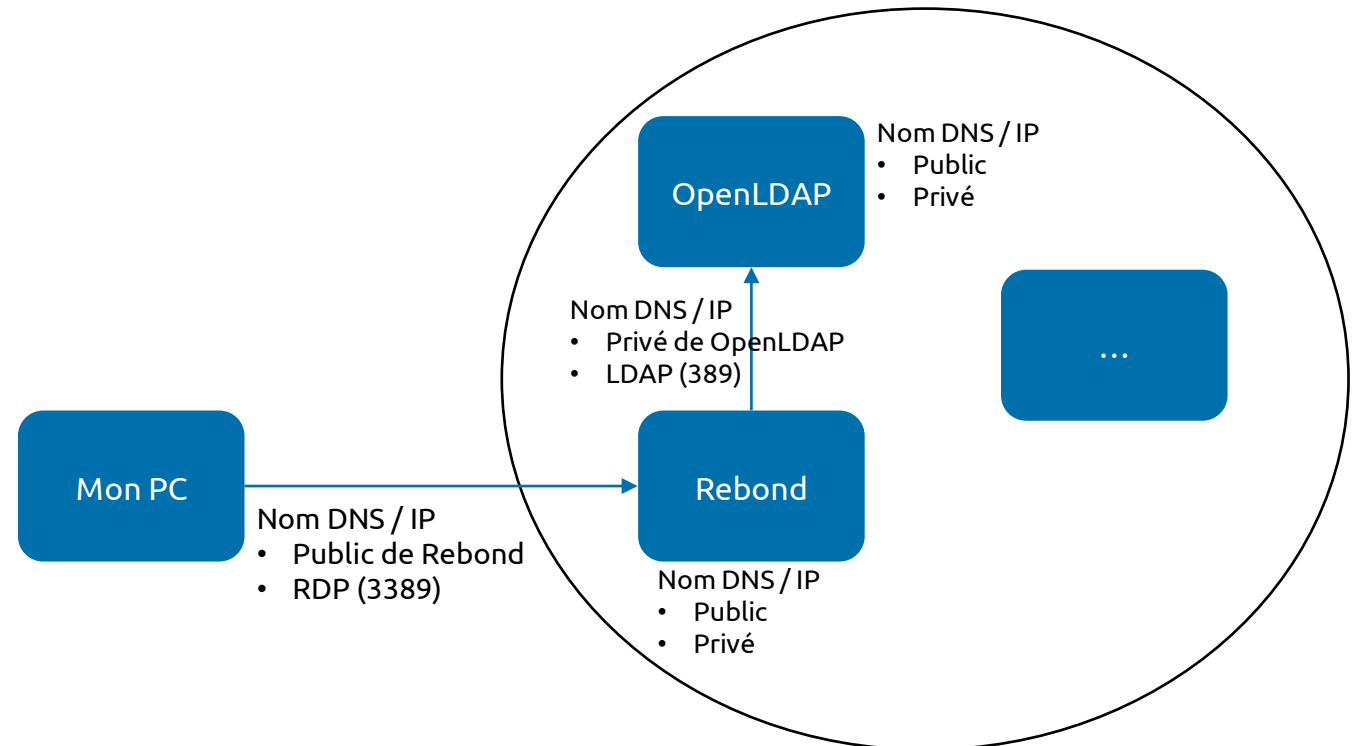 OpenLDAP
Nom DNS / IP
• Public
• Privé
Nom DNS / IP
• Privé de OpenLDAP
• LDAP (389)
...
Mon PC
Nom DNS / IP
• Public de Rebond
• RDP (3389)
Rebond
Nom DNS / IP
• Public
• Privé